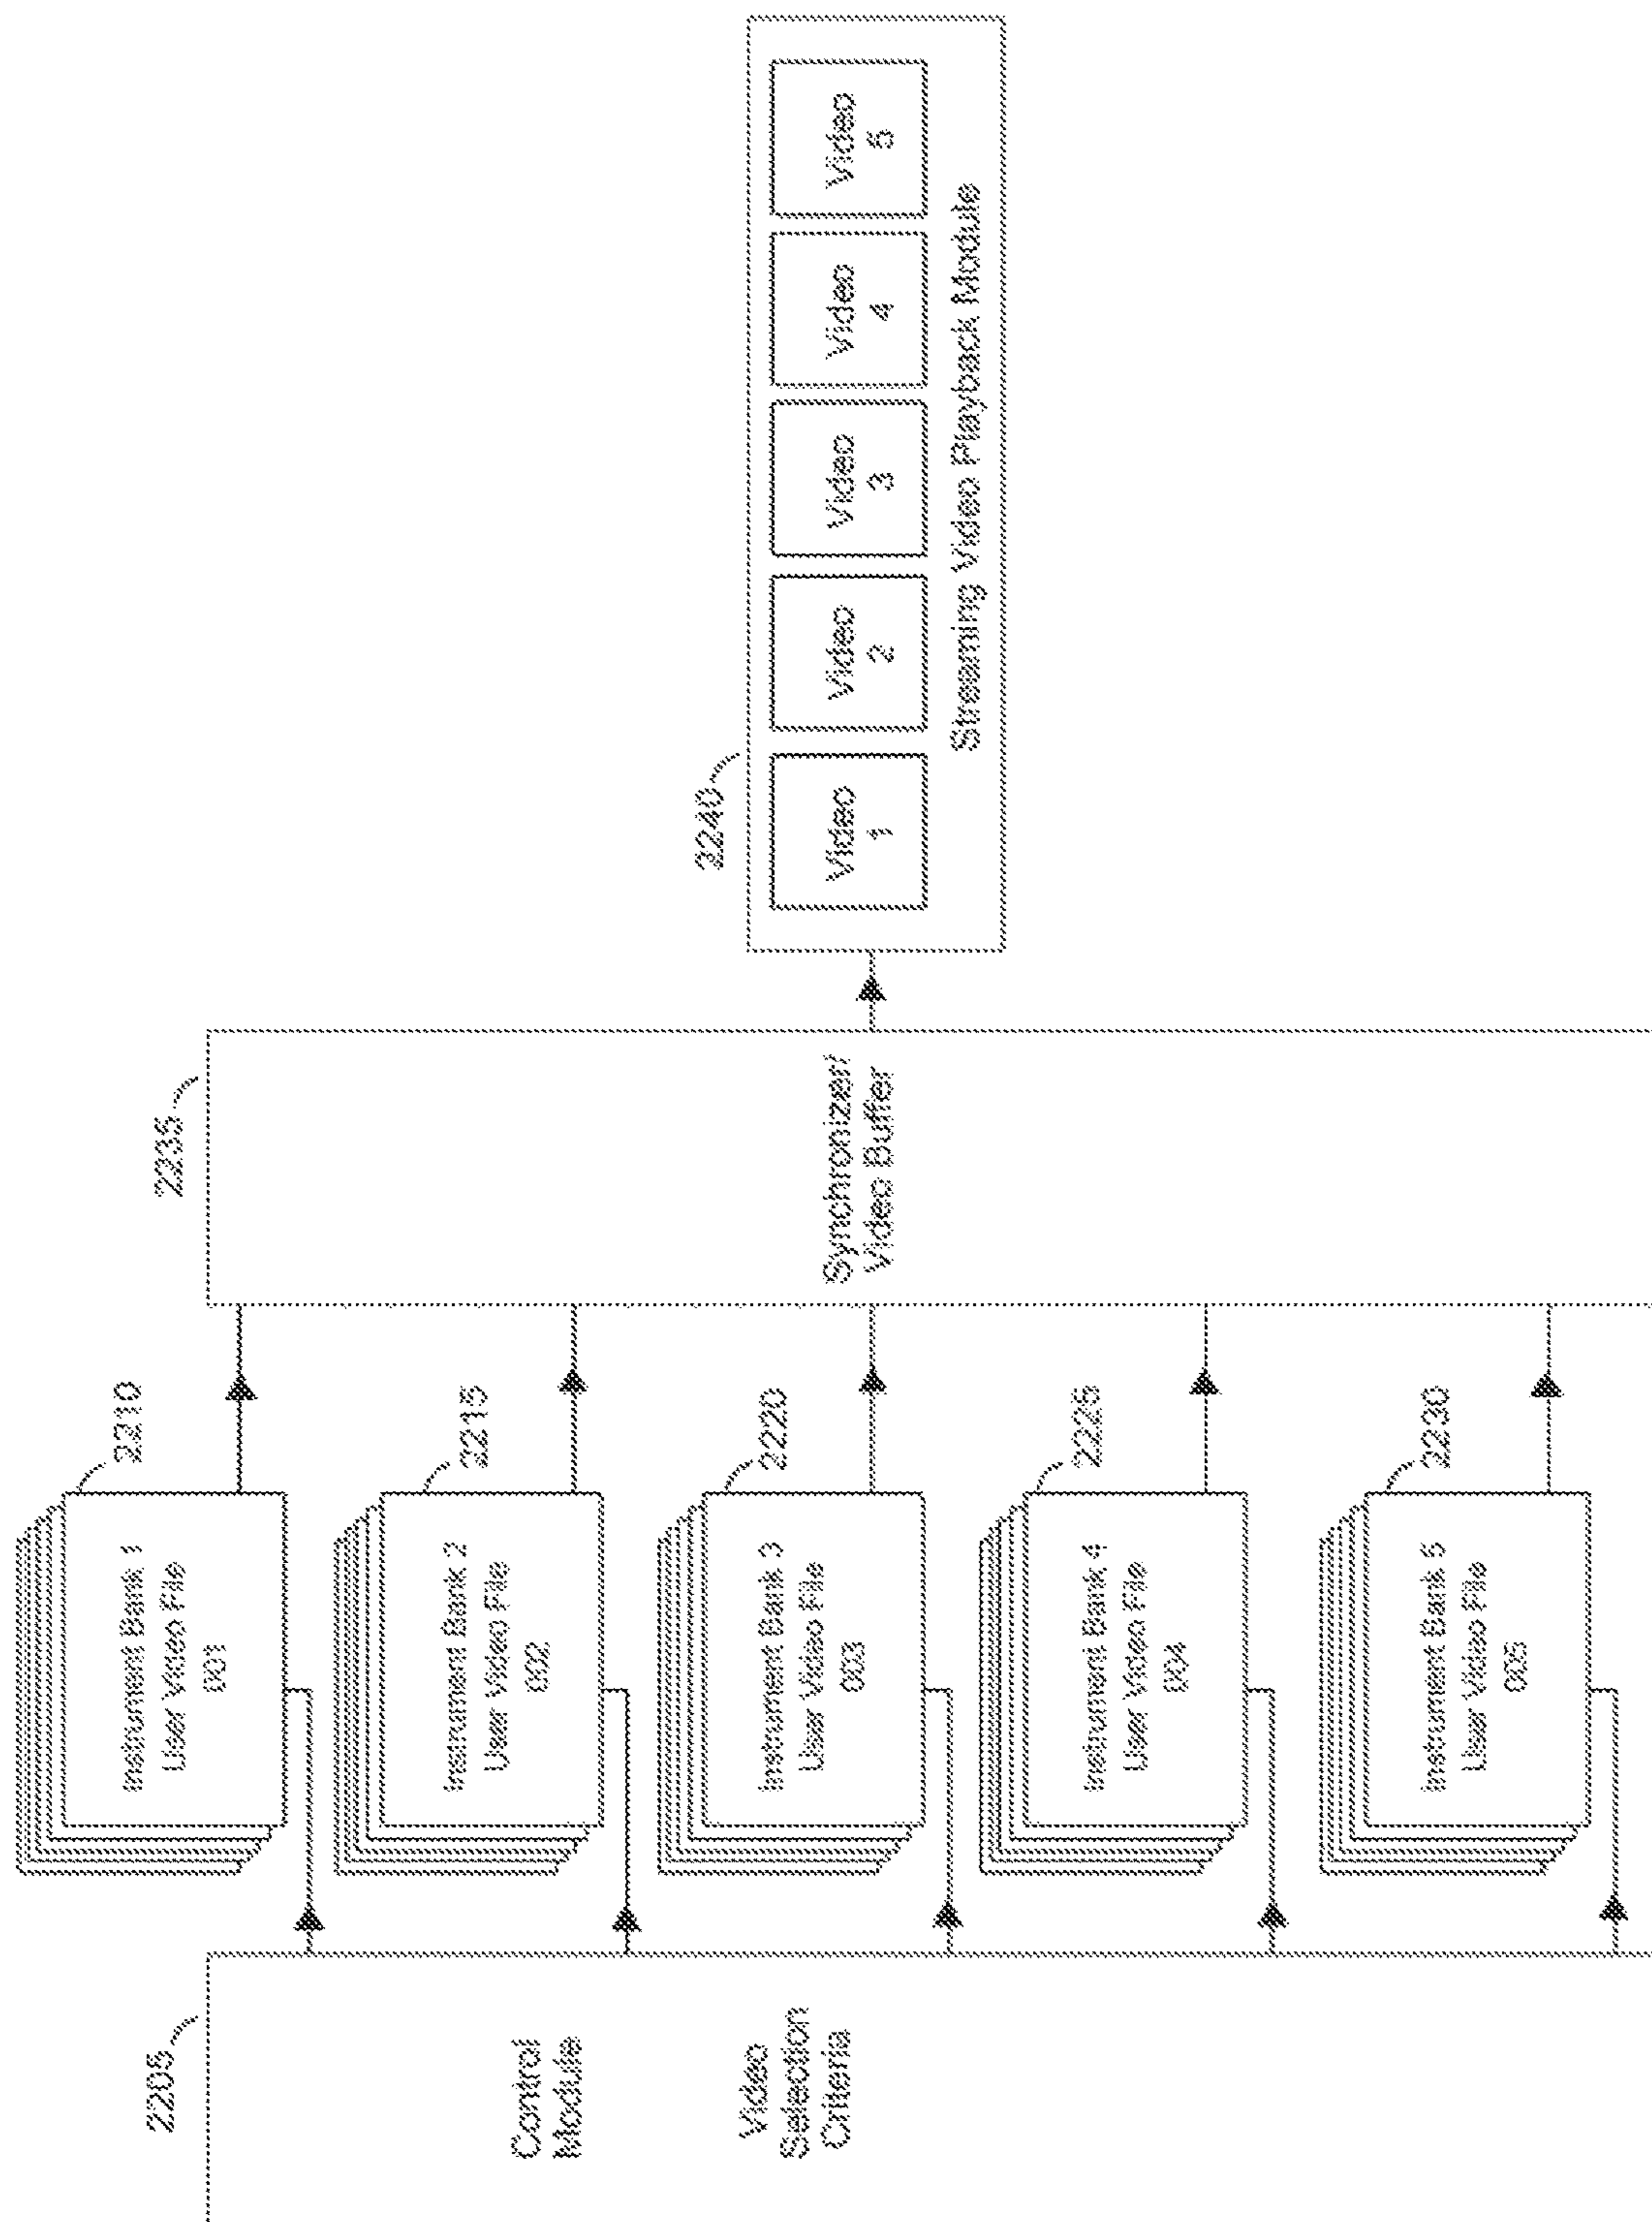 2205
Control
Module
Video
Selection
Criteria
2210
Instrument Bank 1
User Video File
001
2215
Instrument Bank 2
User Video File
002
2220
Instrument Bank 3
User Video File
003
2225
Instrument Bank 4
User Video File
004
2230
Instrument Bank 5
User Video File
005
2235
Synchronizer/
Video Buffer
2240
Video
1
Video
2
Video
3
Video
4
Video
5
Streaming Video Playback Module